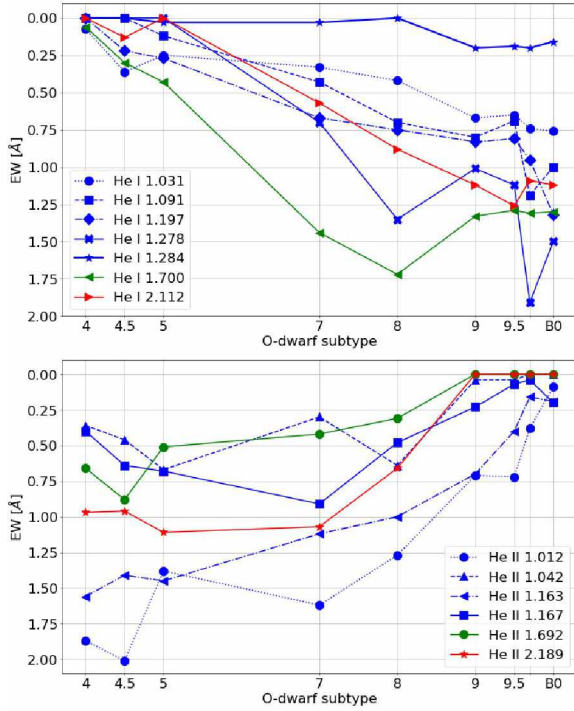 0.00
0.25
0.50
0.75
1.00
1.25
1.50
1.75
2.00
EW [Å]
He I 1.031
He I 1.091
He I 1.197
He I 1.278
He I 1.284
He I 1.700
He I 2.112
4 4.5 5 7 8 9 9.5 B0
O-dwarf subtype
0.00
0.25
0.50
0.75
1.00
1.25
1.50
1.75
2.00
EW [Å]
He II 1.012
He II 1.042
He II 1.163
He II 1.167
He II 1.692
He II 2.189
4 4.5 5 7 8 9 9.5 B0
O-dwarf subtype